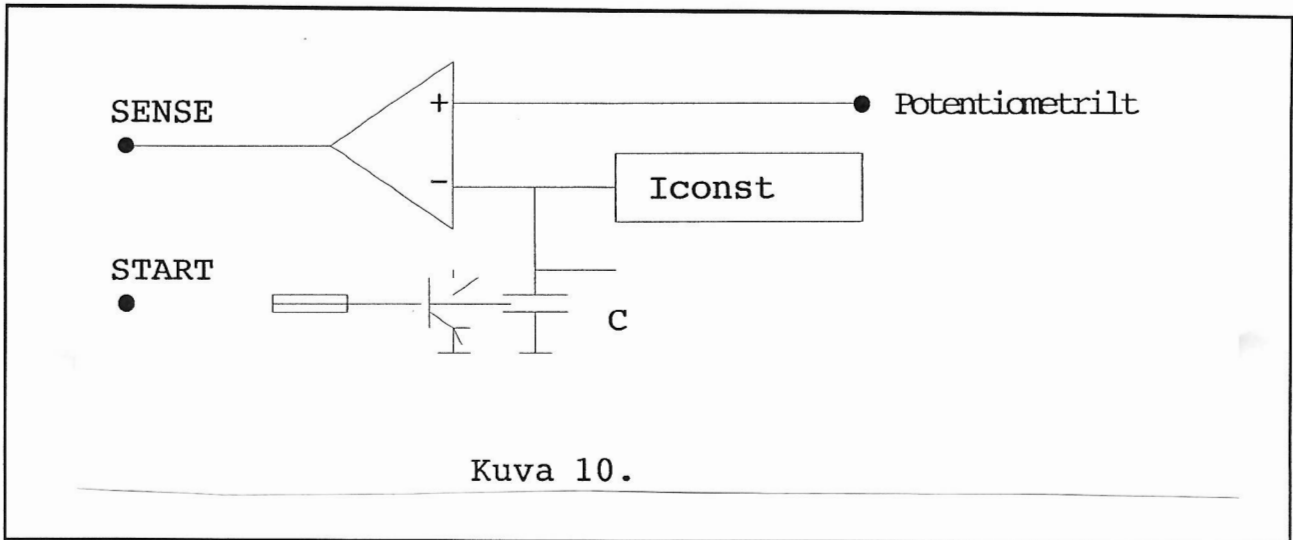 SENSE
+
Potentiometrilt
-
Iconst
START
C
Kuva 10.